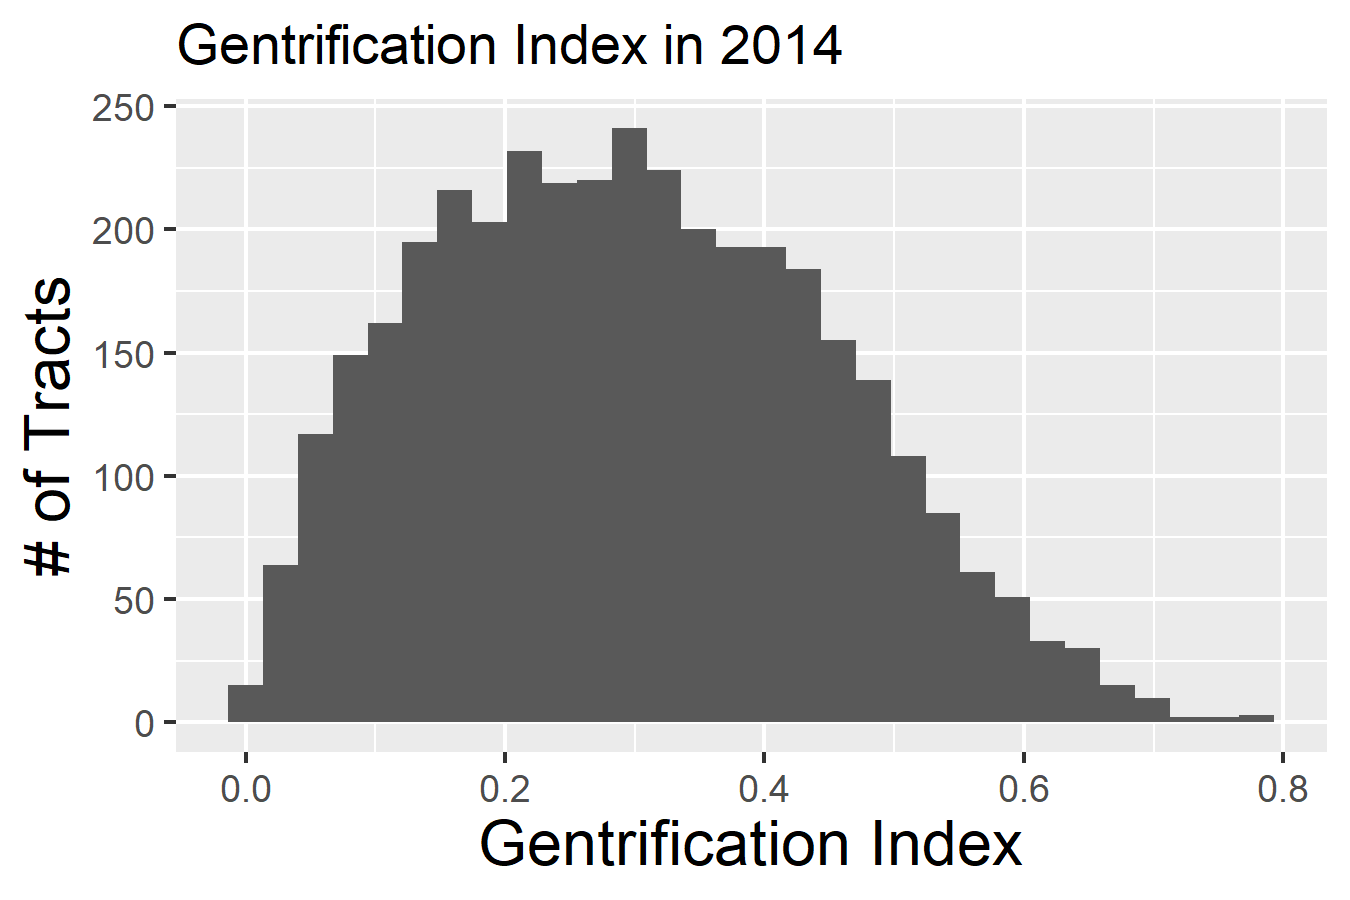 Gentrification Index in 2014
250
200
150
100
50
0
# of Tracts
0.0 0.2 0.4 0.6 0.8
Gentrification Index